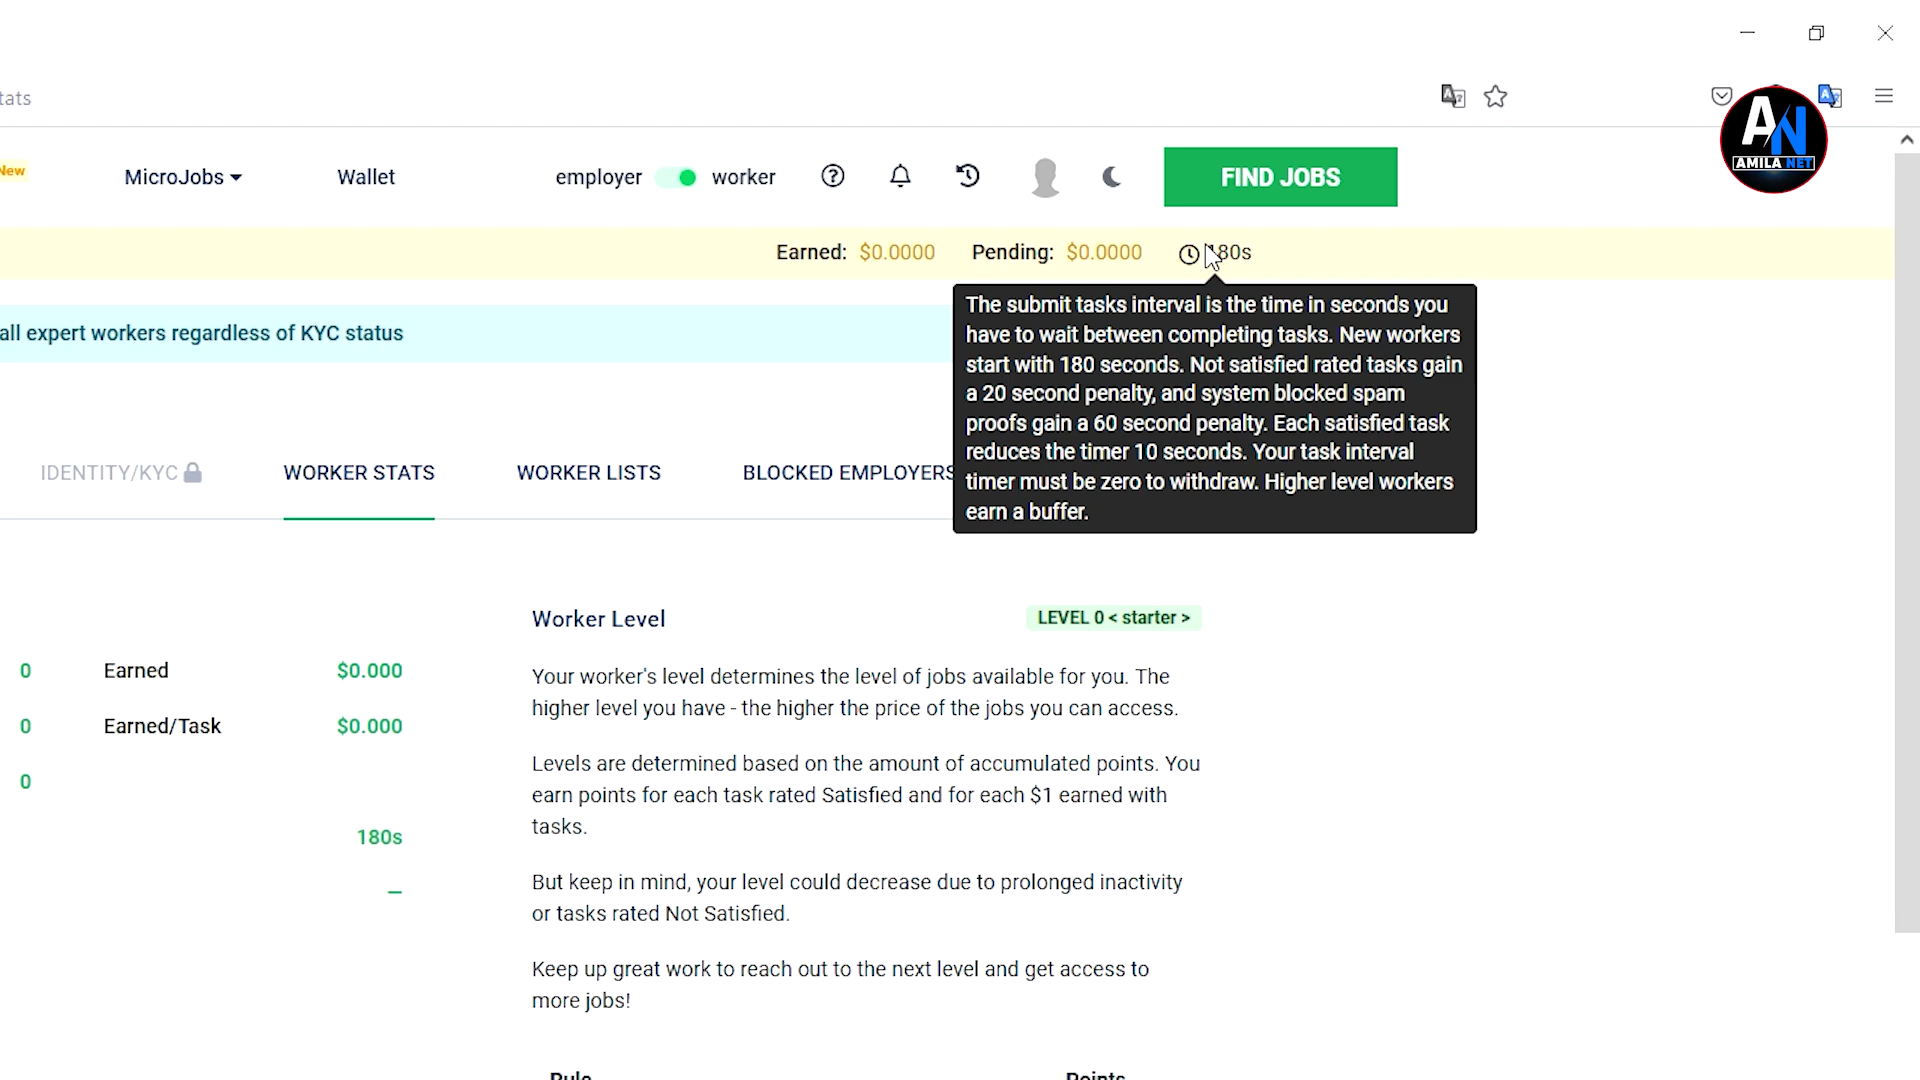 tats
AN
AMILA NET
New
MicroJobs
Wallet
employer
worker
FIND JOBS
Earned: $0.0000
Pending: $0.0000
180s
all expert workers regardless of KYC status
The submit tasks interval is the time in seconds you
have to wait between completing tasks. New workers
start with 180 seconds. Not satisfied rated tasks gain
a 20 second penalty, and system blocked spam
proofs gain a 60 second penalty. Each satisfied task
reduces the timer 10 seconds. Your task interval
timer must be zero to withdraw. Higher level workers
earn a buffer.
IDENTITY/KYC
WORKER STATS
WORKER LISTS
BLOCKED EMPLOYERS
0 Earned $0.000
0 Earned/Task $0.000
0
180s
–
Worker Level
LEVEL 0 < starter >
Your worker's level determines the level of jobs available for you. The
higher level you have - the higher the price of the jobs you can access.
Levels are determined based on the amount of accumulated points. You
earn points for each task rated Satisfied and for each $1 earned with
tasks.
But keep in mind, your level could decrease due to prolonged inactivity
or tasks rated Not Satisfied.
Keep up great work to reach out to the next level and get access to
more jobs!
Rule
Points